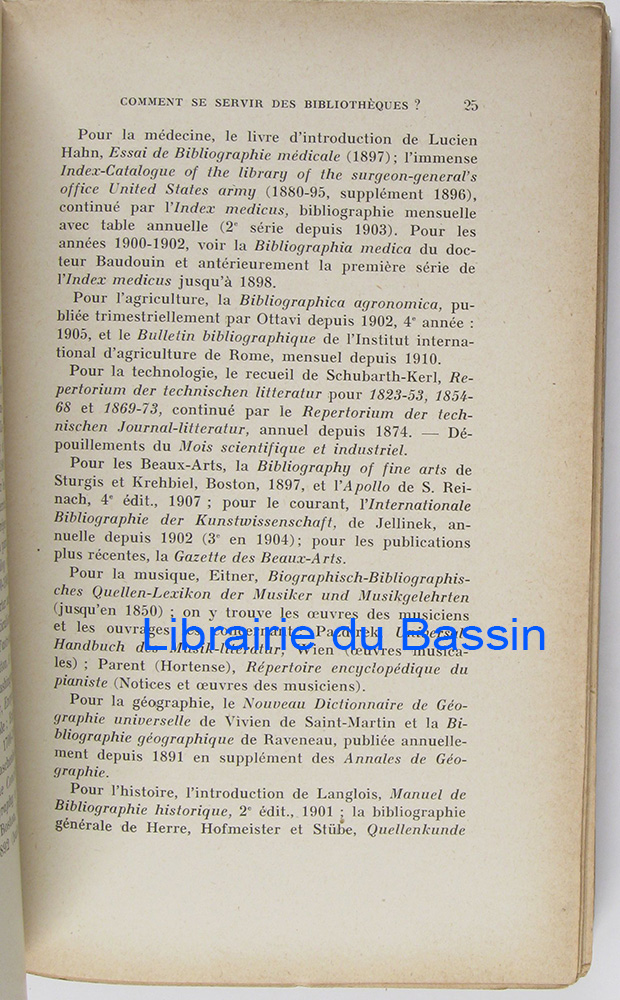 COMMENT SE SERVIR DES BIBLIOTHÈQUES ? 25
Pour la médecine, le livre d'introduction de Lucien
Hahn, Essai de Bibliographie médicale (1897) ; l'immense
Index-Catalogue of the library of the surgeon-general's
office United States army (1880-95, supplément 1896),
continué par l'Index medicus, bibliographie mensuelle
avec table annuelle (2e série depuis 1903). Pour les
années 1900-1902, voir la Bibliographia medica du doc-
teur Baudouin et antérieurement la première série de
l'Index medicus jusqu'à 1898.
Pour l'agriculture, la Bibliographica agronomica, pu-
bliée trimestriellement par Ottavi depuis 1902, 4e année :
1905, et le Bulletin bibliographique de l'Institut interna-
tional d'agriculture de Rome, mensuel depuis 1910.
Pour la technologie, le recueil de Schubarth-Kerl, Re-
pertorium der technischen litteratur pour 1823-53, 1854-
68 et 1869-73, continué par le Repertorium der tech-
nischen Journal-litteratur, annuel depuis 1874. — Dé-
pouillements du Mois scientifique et industriel.
Pour les Beaux-Arts, la Bibliography of fine arts de
Sturgis et Krehbiel, Boston, 1897, et l'Apollo de S. Rei-
nach, 4e édit., 1907 ; pour le courant, l'Internationale
Bibliographie der Kunstwissenschaft, de Jellinek, an-
nuelle depuis 1902 (3e en 1904) ; pour les publications
plus récentes, la Gazette des Beaux-Arts.
Pour la musique, Eitner, Biographisch-Bibliographis-
ches Quellen-Lexikon der Musiker und Musikgelehrten
(jusqu'en 1850) ; on y trouve les œuvres des musiciens
et les ouvrages les concernant ; Pazdirek, Universal
Handbuch der Musik-litteratur, Wien (œuvres musica-
les) ; Parent (Hortense), Répertoire encyclopédique du
pianiste (Notices et œuvres des musiciens).
Pour la géographie, le Nouveau Dictionnaire de Géo-
graphie universelle de Vivien de Saint-Martin et la Bi-
bliographie géographique de Raveneau, publiée annuelle-
ment depuis 1891 en supplément des Annales de Géo-
graphie.
Pour l'histoire, l'introduction de Langlois, Manuel de
Bibliographie historique, 2e édit., 1901 ; la bibliographie
générale de Herre, Hofmeister et Stübe, Quellenkunde
Librairie du Bassin